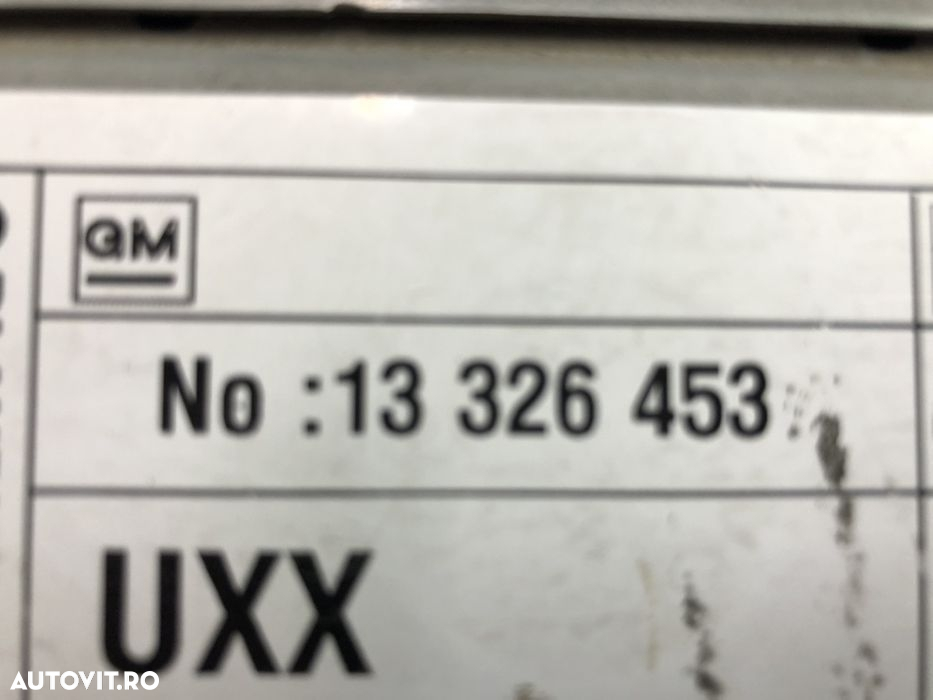 GM
No :13 326 453
UXX
AUTOVIT.RO